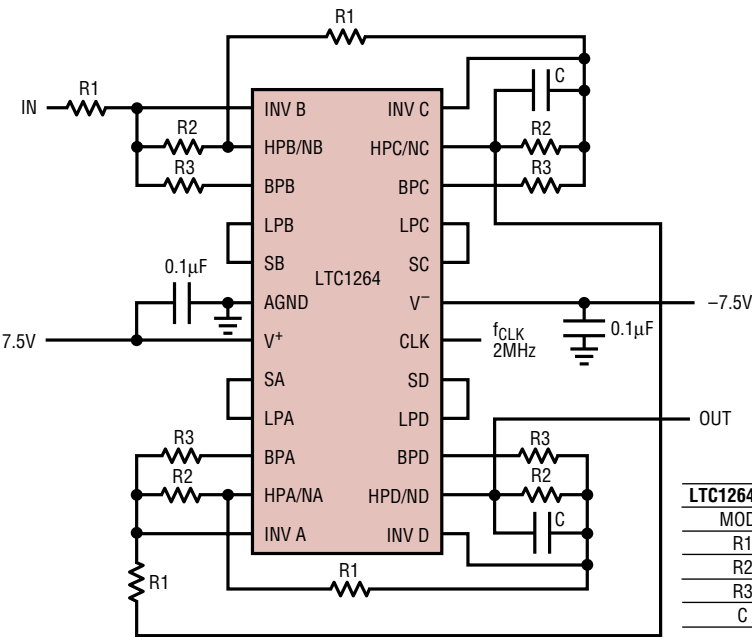 R1
R1
IN
C
R2
R3
R2
R3
INV B
HPB/NB
BPB
LPB
SB
AGND
V+
SA
LPA
BPA
HPA/NA
INV A
LTC1264
INV C
HPC/NC
BPC
LPC
SC
V−
CLK
SD
LPD
BPD
HPD/ND
INV D
0.1µF
7.5V
–7.5V
0.1µF
fCLK
2MHz
OUT
R3
R2
R1
R3
R2
C
R1
LTC1264
MOD
R1
R2
R3
C